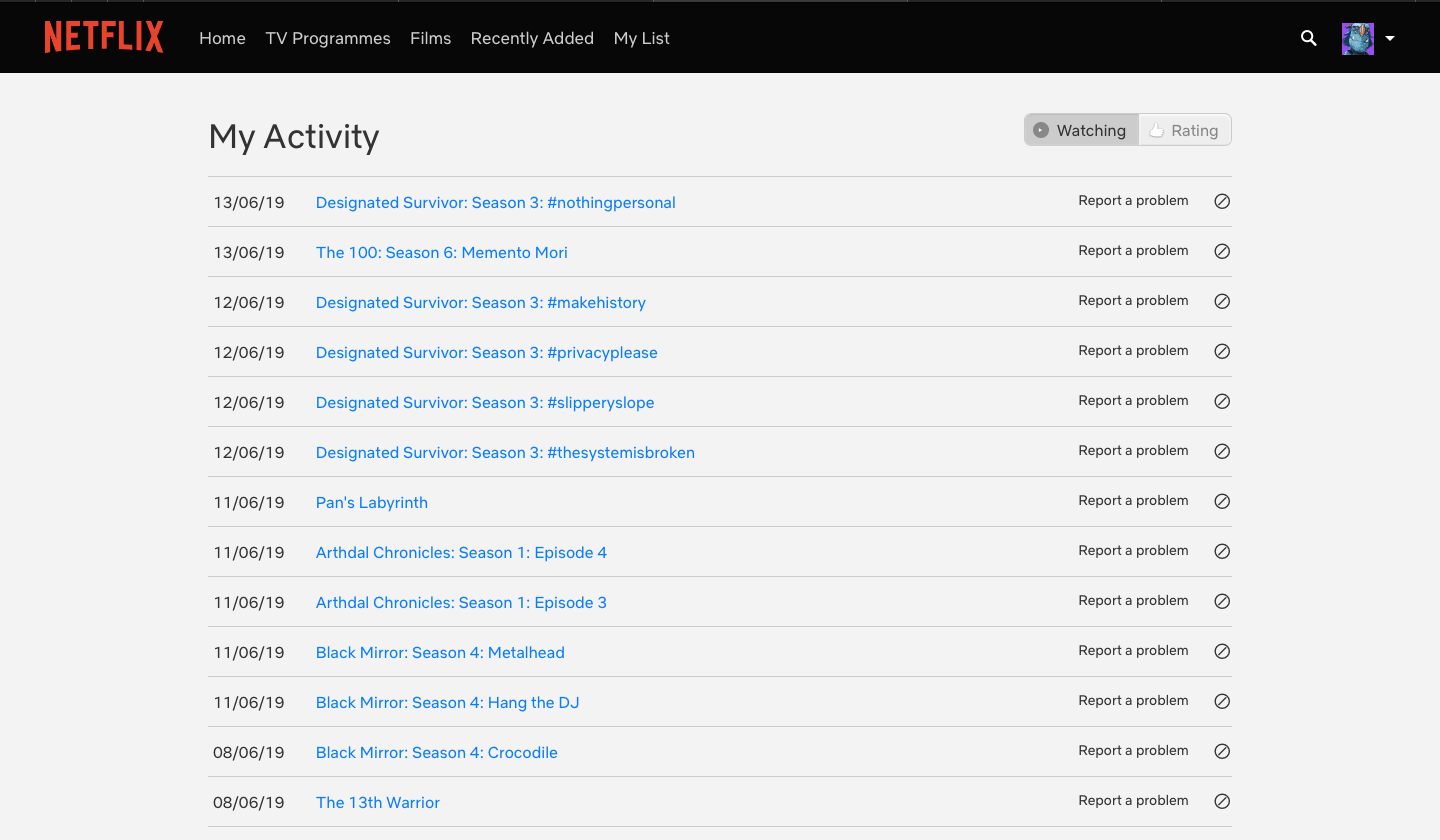 NETFLIX Home TV Programmes Films Recently Added My List
My Activity
Watching Rating
13/06/19 Designated Survivor: Season 3: #nothingpersonal Report a problem
13/06/19 The 100: Season 6: Memento Mori Report a problem
12/06/19 Designated Survivor: Season 3: #makehistory Report a problem
12/06/19 Designated Survivor: Season 3: #privacyplease Report a problem
12/06/19 Designated Survivor: Season 3: #slipperyslope Report a problem
12/06/19 Designated Survivor: Season 3: #thesystemisbroken Report a problem
11/06/19 Pan's Labyrinth Report a problem
11/06/19 Arthdal Chronicles: Season 1: Episode 4 Report a problem
11/06/19 Arthdal Chronicles: Season 1: Episode 3 Report a problem
11/06/19 Black Mirror: Season 4: Metalhead Report a problem
11/06/19 Black Mirror: Season 4: Hang the DJ Report a problem
08/06/19 Black Mirror: Season 4: Crocodile Report a problem
08/06/19 The 13th Warrior Report a problem